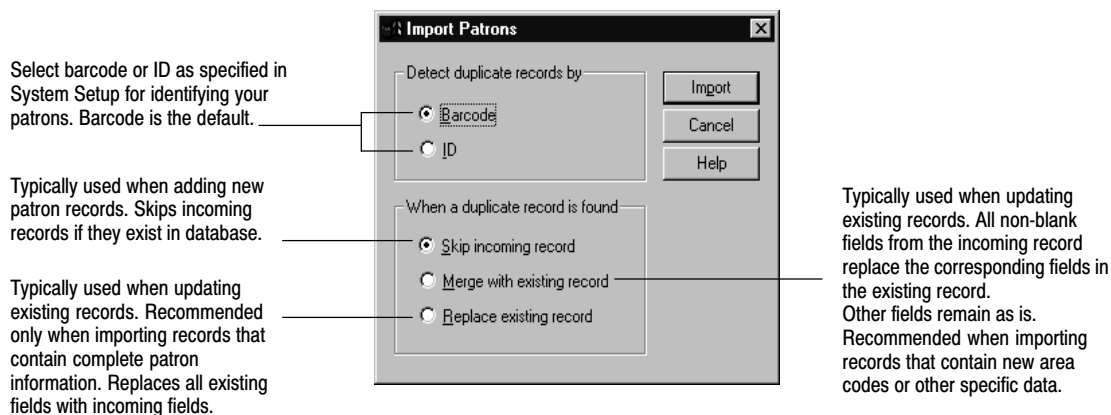 Select barcode or ID as specified in
System Setup for identifying your
patrons. Barcode is the default.
Typically used when adding new
patron records. Skips incoming
records if they exist in database.
Typically used when updating
existing records. Recommended
only when importing records that
contain complete patron
information. Replaces all existing
fields with incoming fields.
Import Patrons
Detect duplicate records by
Barcode
ID
Import
Cancel
Help
When a duplicate record is found
Skip incoming record
Merge with existing record
Replace existing record
Typically used when updating
existing records. All non-blank
fields from the incoming record
replace the corresponding fields in
the existing record.
Other fields remain as is.
Recommended when importing
records that contain new area
codes or other specific data.